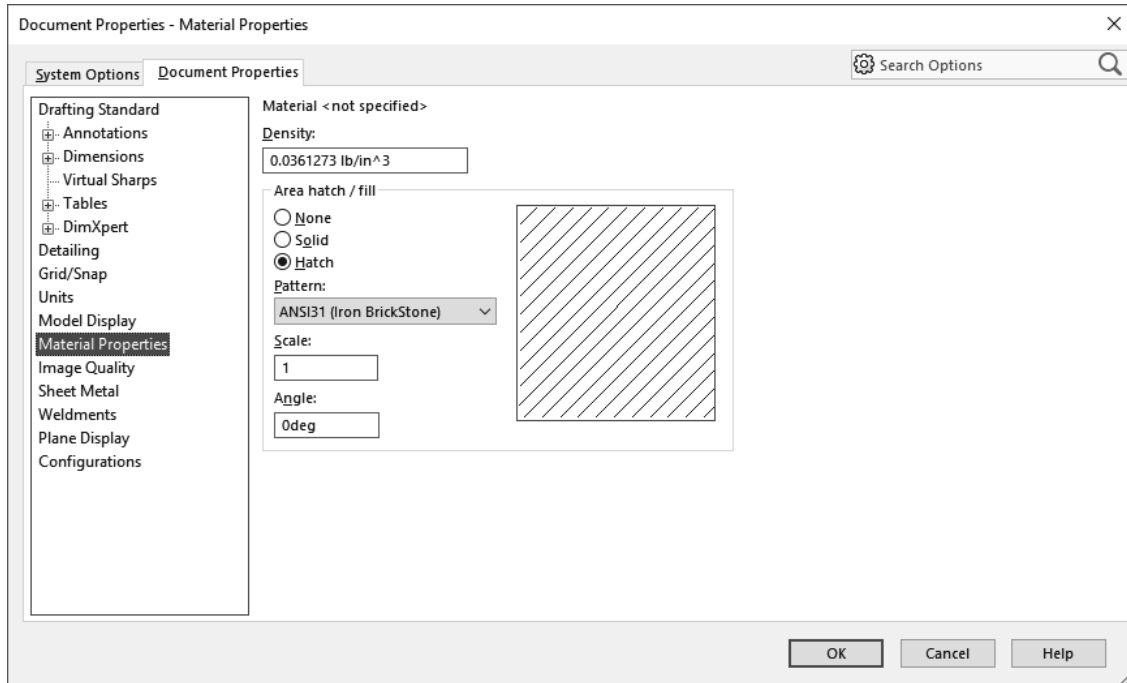 Document Properties - Material Properties
System Options
Document Properties
Search Options
Drafting Standard
Annotations
Dimensions
Virtual Sharps
Tables
DimXpert
Detailing
Grid/Snap
Units
Model Display
Material Properties
Image Quality
Sheet Metal
Weldments
Plane Display
Configurations
Material <not specified>
Density:
0.0361273 lb/in^3
Area hatch / fill
None
Solid
Hatch
Pattern:
ANSI31 (Iron BrickStone)
Scale:
1
Angle:
0deg
OK
Cancel
Help